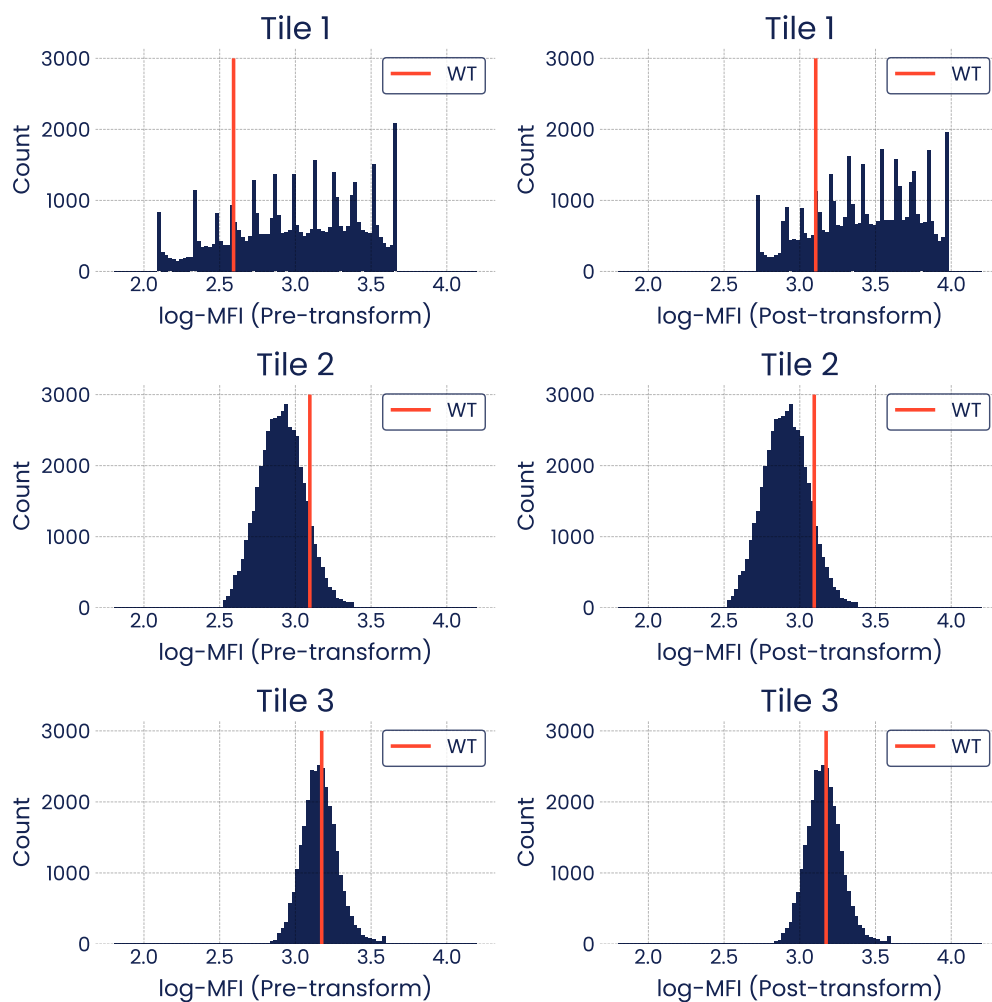 Tile 1
Tile 1
3000
2000
1000
0
Count
WT
2.0 2.5 3.0 3.5 4.0
log-MFI (Pre-transform)
3000
2000
1000
0
Count
WT
2.0 2.5 3.0 3.5 4.0
log-MFI (Post-transform)
Tile 2
Tile 2
3000
2000
1000
0
Count
WT
2.0 2.5 3.0 3.5 4.0
log-MFI (Pre-transform)
3000
2000
1000
0
Count
WT
2.0 2.5 3.0 3.5 4.0
log-MFI (Post-transform)
Tile 3
Tile 3
3000
2000
1000
0
Count
WT
2.0 2.5 3.0 3.5 4.0
log-MFI (Pre-transform)
3000
2000
1000
0
Count
WT
2.0 2.5 3.0 3.5 4.0
log-MFI (Post-transform)